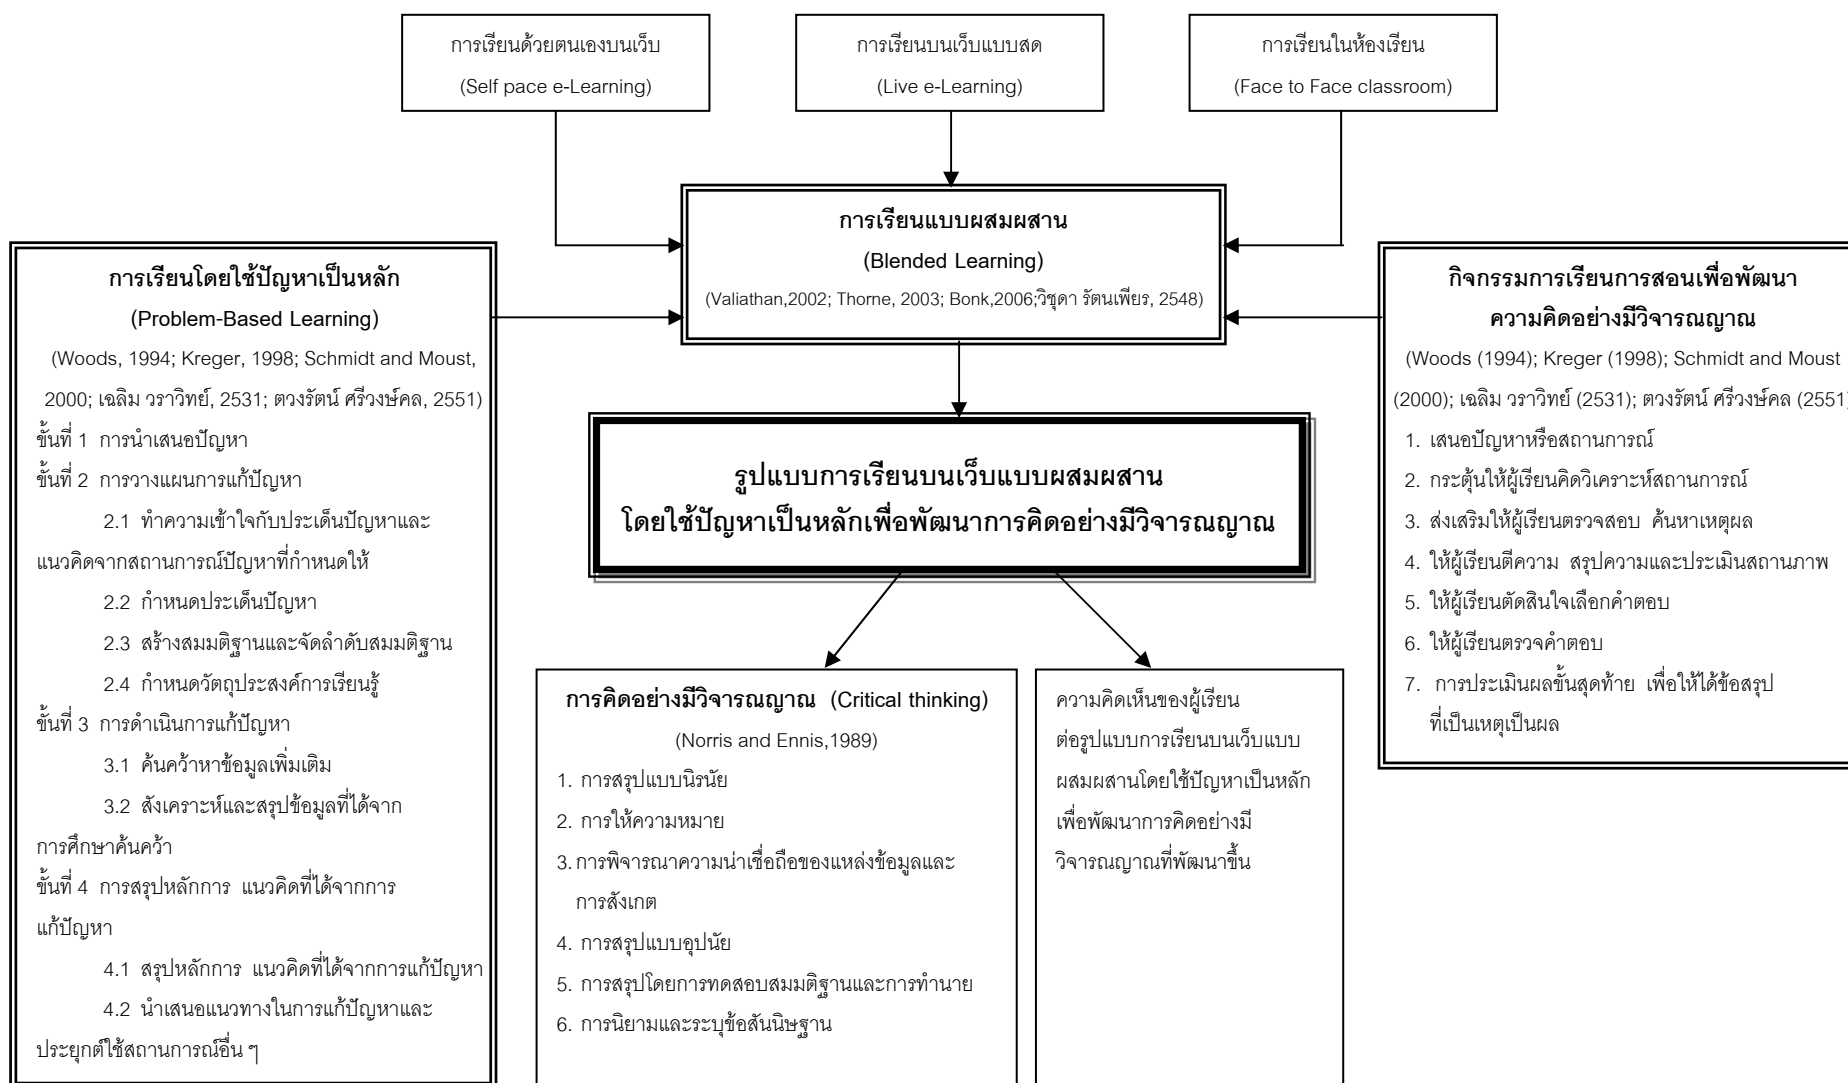 การเรียนด้วยตนเองบนเว็บ
(Self pace e-Learning)
การเรียนบนเว็บแบบสด
(Live e-Learning)
การเรียนในห้องเรียน
(Face to Face classroom)
การเรียนแบบผสมผสาน
(Blended Learning)
(Valiathan,2002; Thorne, 2003; Bonk,2006;วิชุดา รัตนเพียร, 2548)
การเรียนโดยใช้ปัญหาเป็นหลัก
(Problem-Based Learning)
(Woods, 1994; Kreger, 1998; Schmidt and Moust,
2000; เฉลิม วราวิทย์, 2531; ตวงรัตน์ ศรีวงษ์คล, 2551)
ขั้นที่ 1 การนำเสนอปัญหา
ขั้นที่ 2 การวางแผนการแก้ปัญหา
2.1 ทำความเข้าใจกับประเด็นปัญหาและ
แนวคิดจากสถานการณ์ปัญหาที่กำหนดให้
2.2 กำหนดประเด็นปัญหา
2.3 สร้างสมมติฐานและจัดลำดับสมมติฐาน
2.4 กำหนดวัตถุประสงค์การเรียนรู้
ขั้นที่ 3 การดำเนินการแก้ปัญหา
3.1 ค้นคว้าหาข้อมูลเพิ่มเติม
3.2 สังเคราะห์และสรุปข้อมูลที่ได้จาก
การศึกษาค้นคว้า
ขั้นที่ 4 การสรุปหลักการ แนวคิดที่ได้จากการ
แก้ปัญหา
4.1 สรุปหลักการ แนวคิดที่ได้จากการแก้ปัญหา
4.2 นำเสนอแนวทางในการแก้ปัญหาและ
ประยุกต์ใช้สถานการณ์อื่น ๆ
กิจกรรมการเรียนการสอนเพื่อพัฒนา
ความคิดอย่างมีวิจารณญาณ
(Woods (1994); Kreger (1998); Schmidt and Moust
(2000); เฉลิม วราวิทย์ (2531); ตวงรัตน์ ศรีวงษ์คล (2551)
1. เสนอปัญหาหรือสถานการณ์
2. กระตุ้นให้ผู้เรียนคิดวิเคราะห์สถานการณ์
3. ส่งเสริมให้ผู้เรียนตรวจสอบ ค้นหาเหตุผล
4. ให้ผู้เรียนตีความ สรุปความและประเมินสถานภาพ
5. ให้ผู้เรียนตัดสินใจเลือกคำตอบ
6. ให้ผู้เรียนตรวจคำตอบ
7. การประเมินผลขั้นสุดท้าย เพื่อให้ได้ข้อสรุป
ที่เป็นเหตุเป็นผล
รูปแบบการเรียนบนเว็บแบบผสมผสาน
โดยใช้ปัญหาเป็นหลักเพื่อพัฒนาการคิดอย่างมีวิจารณญาณ
การคิดอย่างมีวิจารณญาณ (Critical thinking)
(Norris and Ennis,1989)
1. การสรุปแบบนิรนัย
2. การให้ความหมาย
3. การพิจารณาความน่าเชื่อถือของแหล่งข้อมูลและ
การสังเกต
4. การสรุปแบบอุปนัย
5. การสรุปโดยการทดสอบสมมติฐานและการทำนาย
6. การนิยามและระบุข้อสันนิษฐาน
ความคิดเห็นของผู้เรียน
ต่อรูปแบบการเรียนบนเว็บแบบ
ผสมผสานโดยใช้ปัญหาเป็นหลัก
เพื่อพัฒนาการคิดอย่างมี
วิจารณญาณที่พัฒนาขึ้น